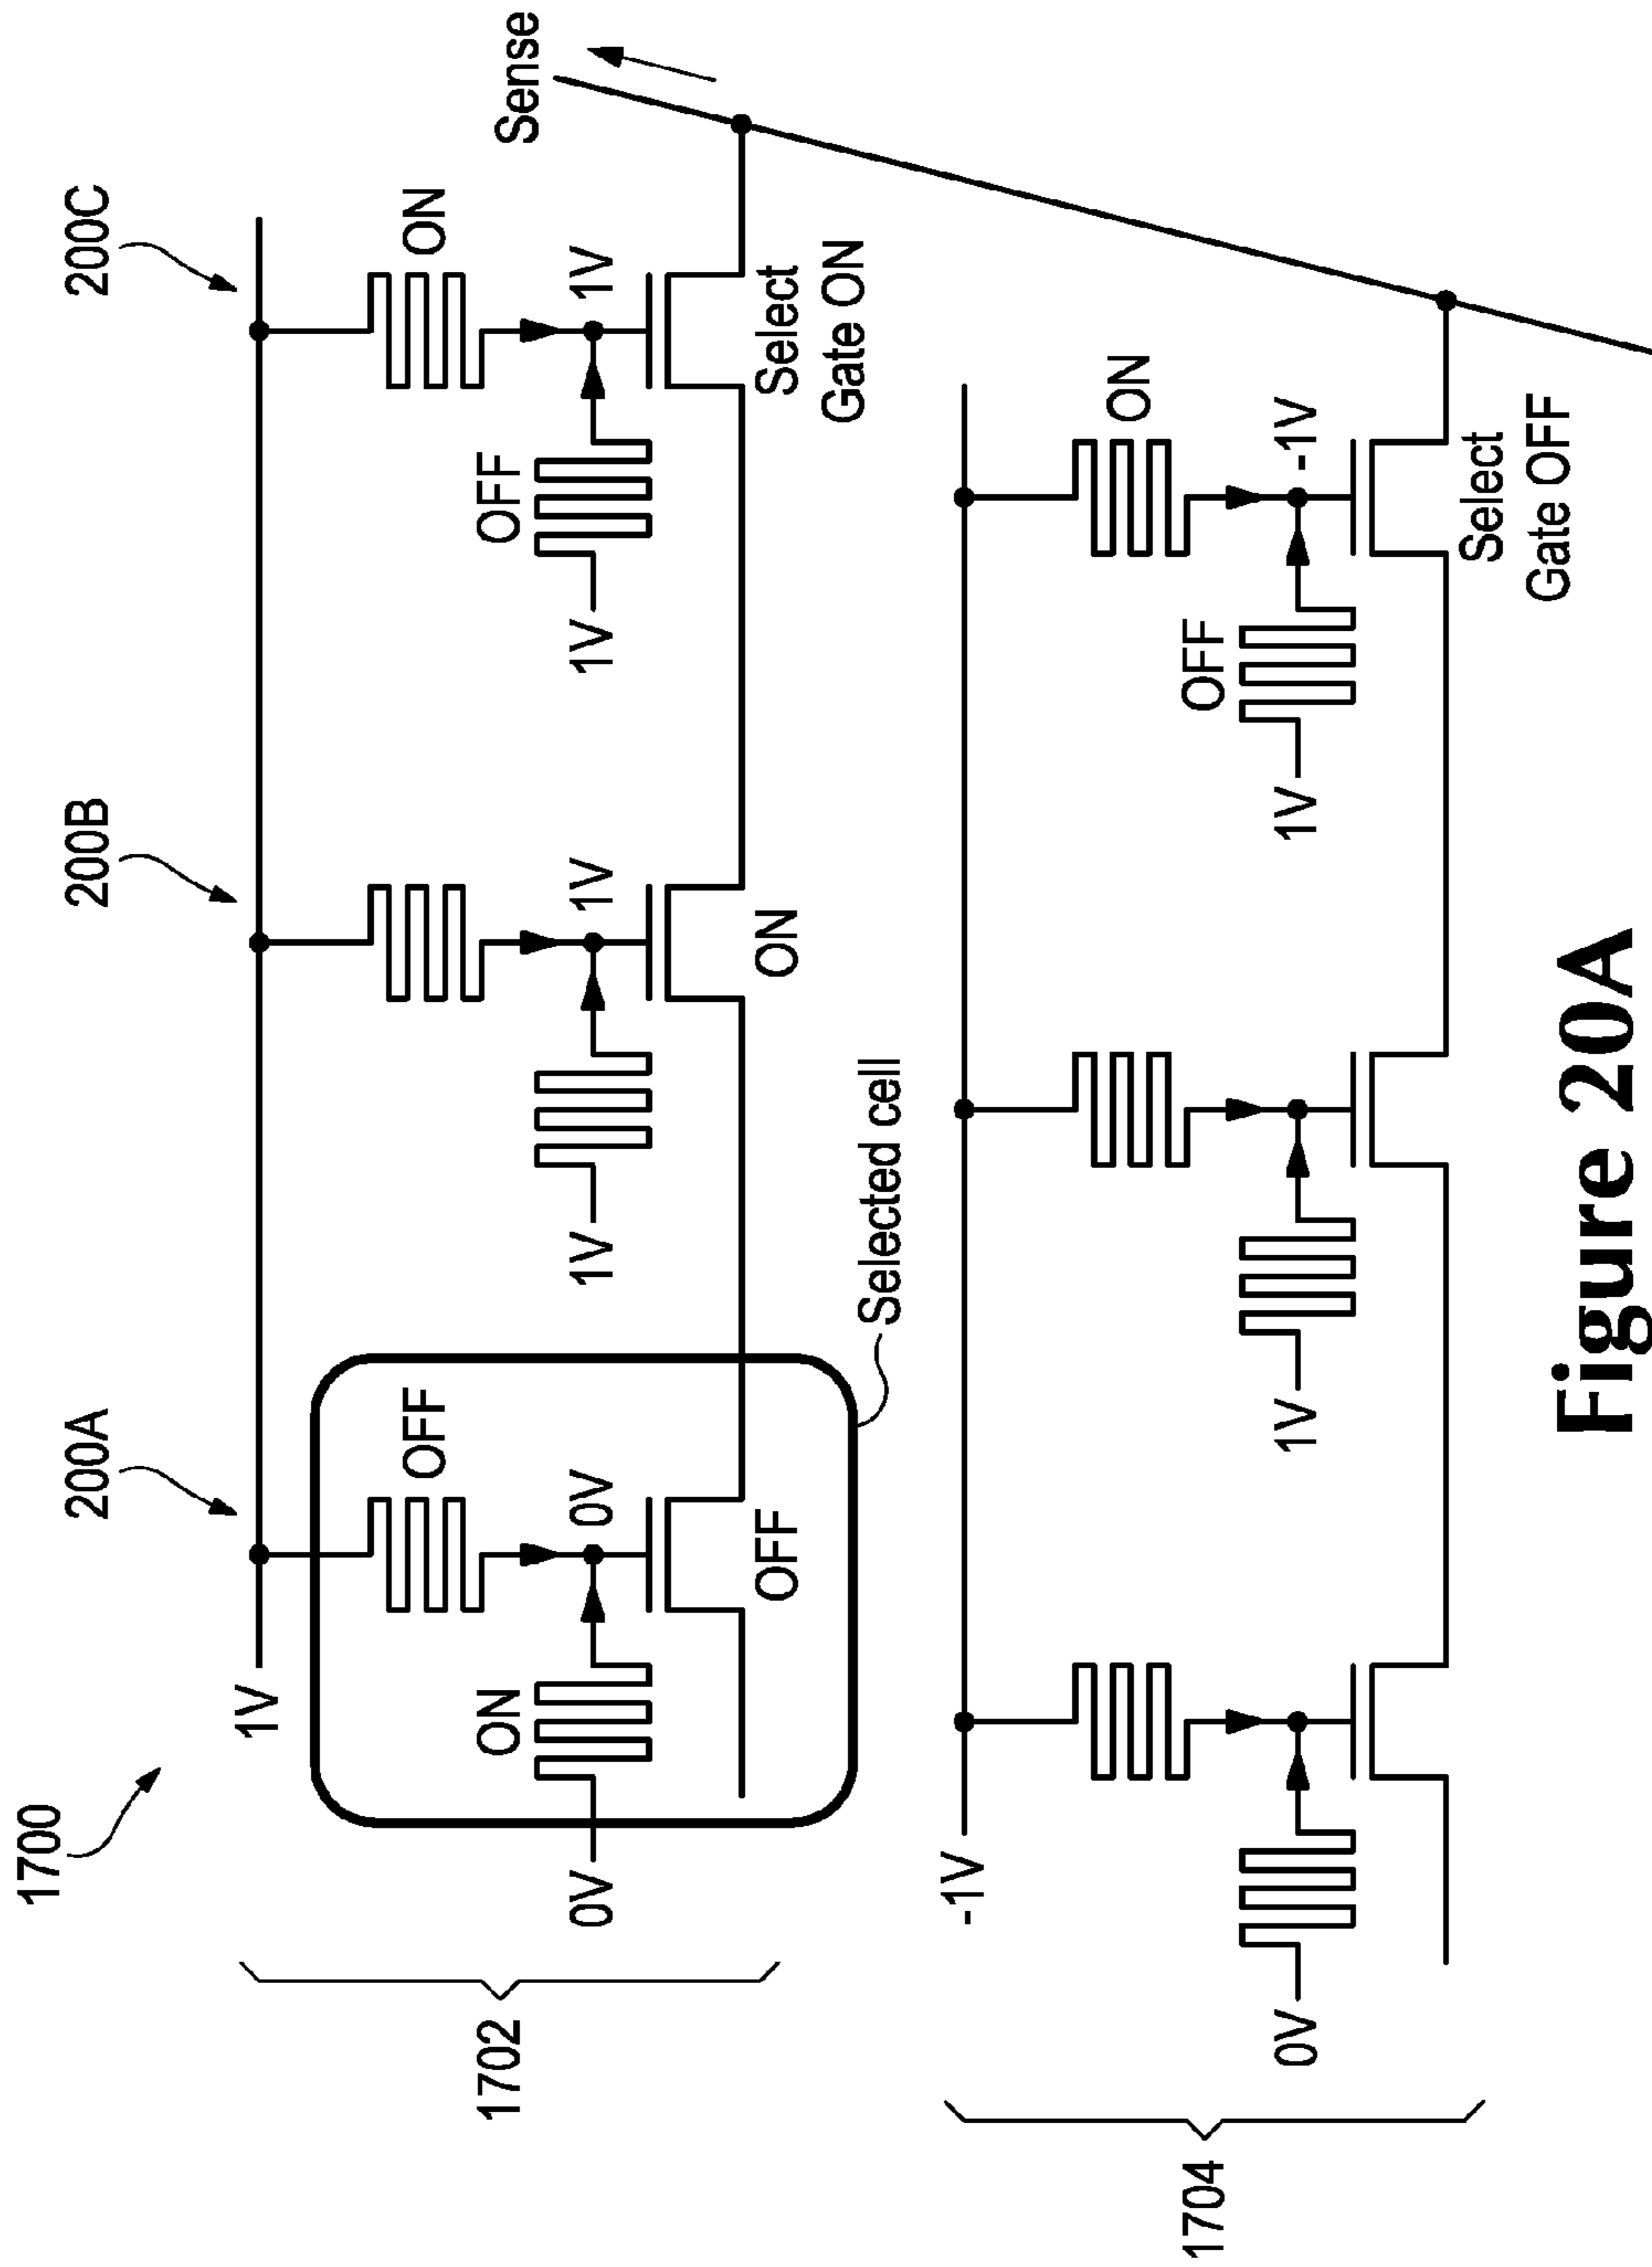 1700
200A
200B
200C
Sense
1V
OFF
ON
ON
0V
1V
1V
0V
ON
1V
OFF
1V
OFF
ON
Select
Gate ON
1702
Selected cell
-1V
ON
OFF
0V
1V
1V
-1V
Select
Gate OFF
1704
Figure 20A